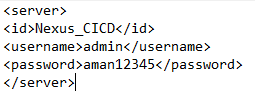 <server>
<id>Nexus_CICD</id>
<username>admin</username>
<password>aman12345</password>
</server>